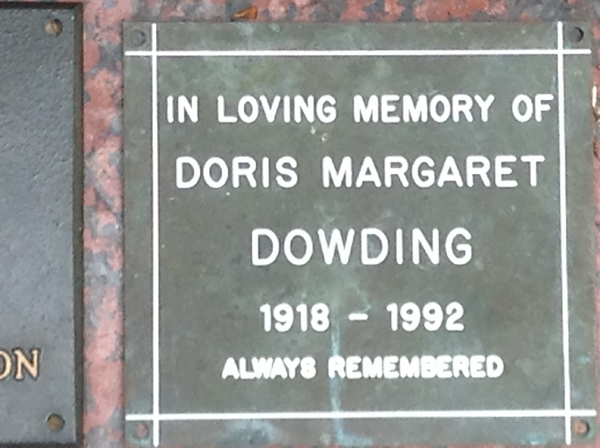 IN LOVING MEMORY OF
DORIS MARGARET
DOWDING
1918 - 1992
ALWAYS REMEMBERED
ON